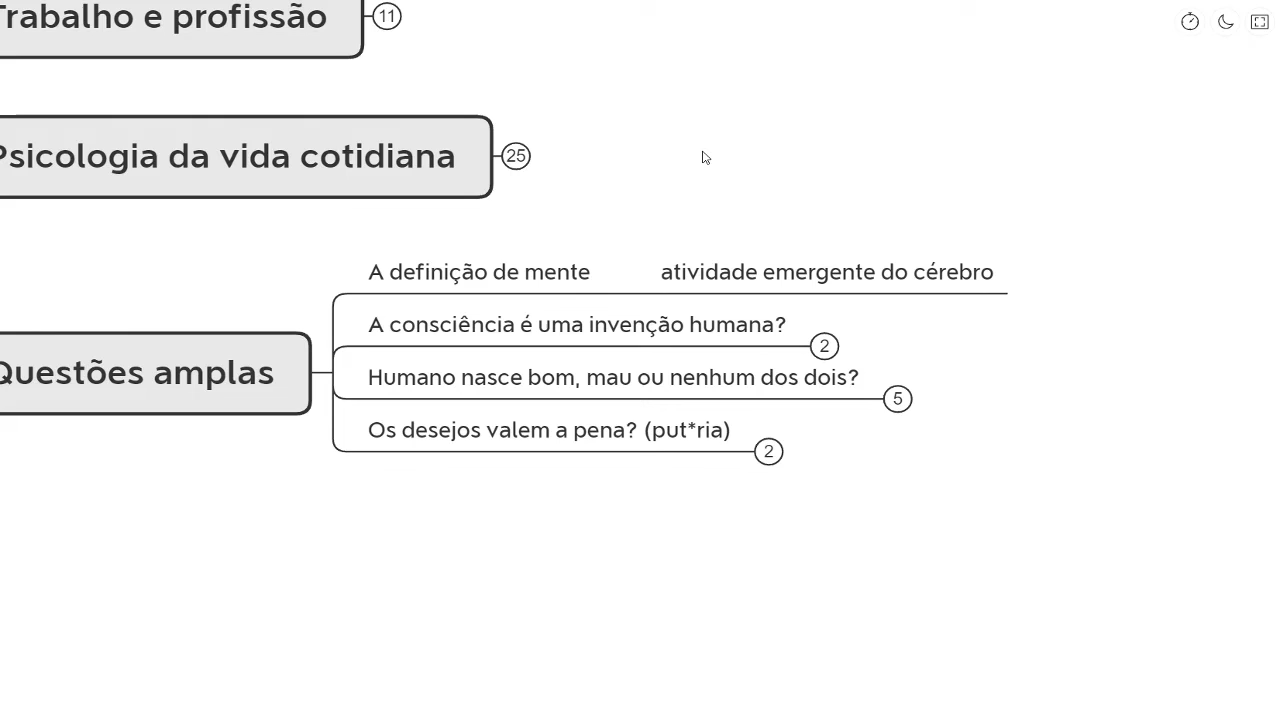 Trabalho e profissão 11
Psicologia da vida cotidiana 25
A definição de mente atividade emergente do cérebro
A consciência é uma invenção humana? 2
Questões amplas
Humano nasce bom, mau ou nenhum dos dois? 5
Os desejos valem a pena? (put*ria) 2